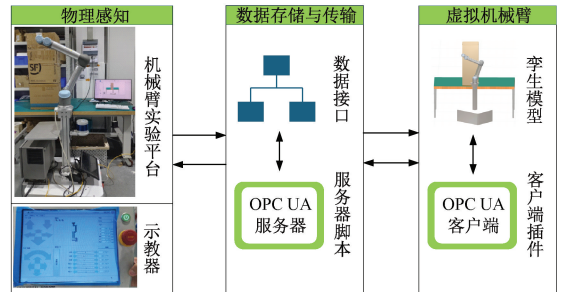 物理感知
机械臂实验平台
示教器
数据存储与传输
数据接口
OPC UA
服务器
服务器脚本
虚拟机械臂
孪生模型
OPC UA
客户端
客户端插件